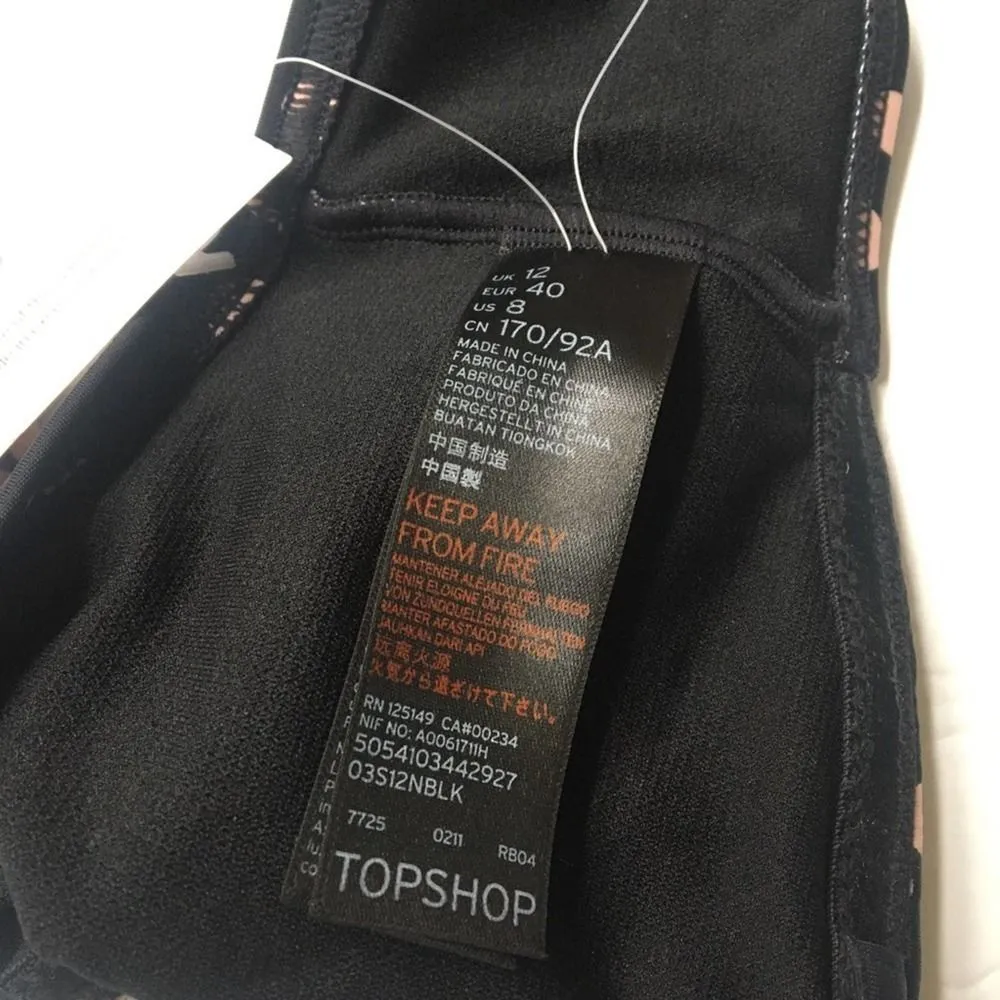 UK 12
EUR 40
US 8
CN 170/92A
MADE IN CHINA
FABRICADO EN CHINA
FABRIQUÉ EN CHINE
PRODUTO DA CHINA
HERGESTELLT IN CHINA
BUATAN TIONGKOK
中国制造
中国製
KEEP AWAY
FROM FIRE
MANTENER ALEJADO DEL FUEGO
TENIR ELOIGNE DU FEU
VON ZUNDQUELLEN FERNHALTEN
MANTER AFASTADO DO FOGO
JAUHKAN DARI API
远离火源
火気から遠ざけて下さい。
RN 125149 CA#00234
NIF NO: A0061711H
5054103442927
03S12NBLK
7725 0211 RB04
TOPSHOP